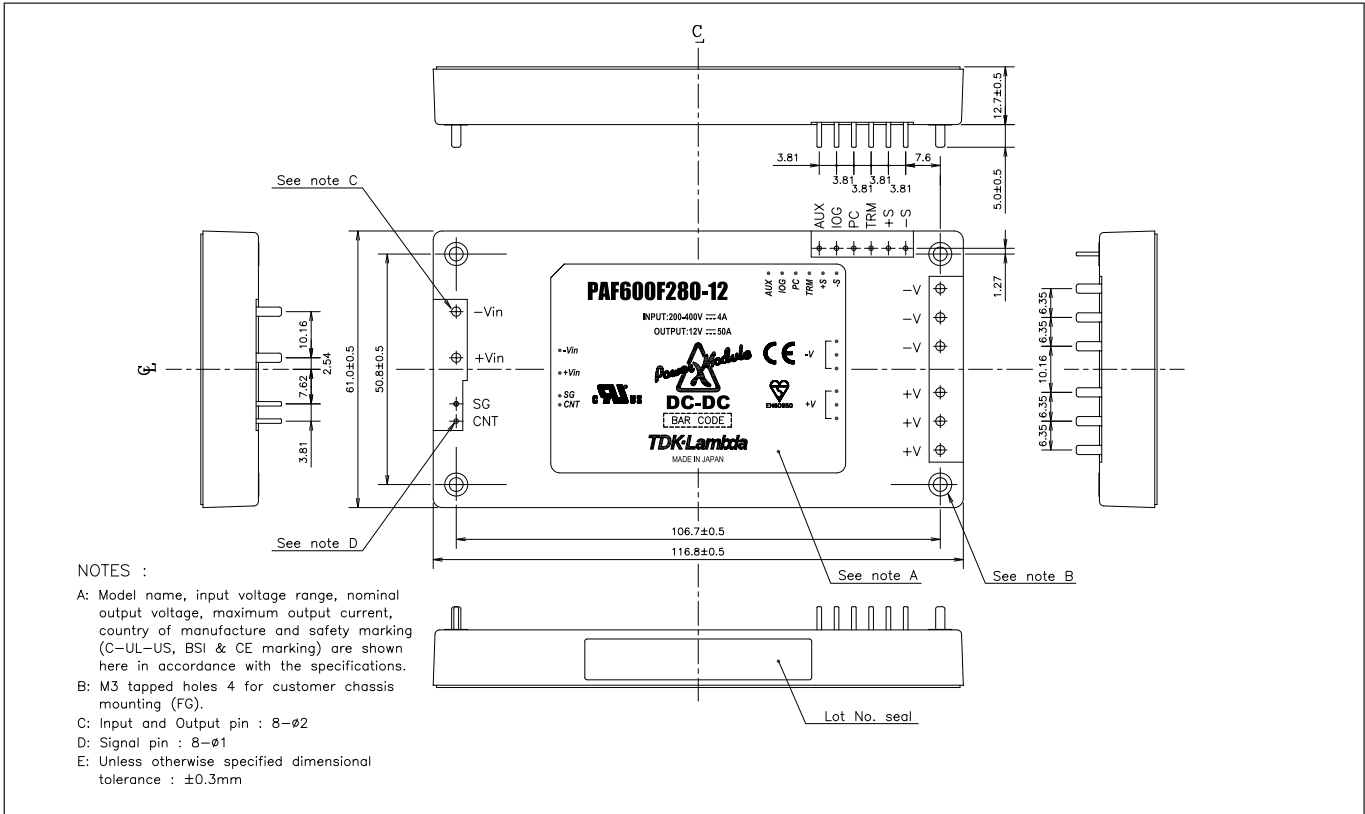 C
L
12.7±0.5
5.0±0.5
3.81
3.81
3.81
3.81
3.81
7.6
1.27
See note C
AUX
IOG
PC
TRM
+S
-S
-Vin
+Vin
SG
CNT
10.16
2.54
7.62
3.81
C
L
61.0±0.5
50.8±0.5
PAF600F280-12
INPUT:200-400V ⎓ 4A
OUTPUT:12V ⎓ 50A
AUX
IOG
PC
TRM
+S
-S
-Vin
+Vin
SG
CNT
Power Module
DC-DC
BAR CODE
TDK-Lambda
MADE IN JAPAN
C US
CE
EN60950
-V
+V
-V
-V
-V
+V
+V
+V
6.35
6.35
10.16
6.35
6.35
See note D
106.7±0.5
116.8±0.5
See note A
See note B
Lot No. seal
NOTES :
A: Model name, input voltage range, nominal
output voltage, maximum output current,
country of manufacture and safety marking
(C-UL-US, BSI & CE marking) are shown
here in accordance with the specifications.
B: M3 tapped holes 4 for customer chassis
mounting (FG).
C: Input and Output pin : 8-ø2
D: Signal pin : 8-ø1
E: Unless otherwise specified dimensional
tolerance : ±0.3mm